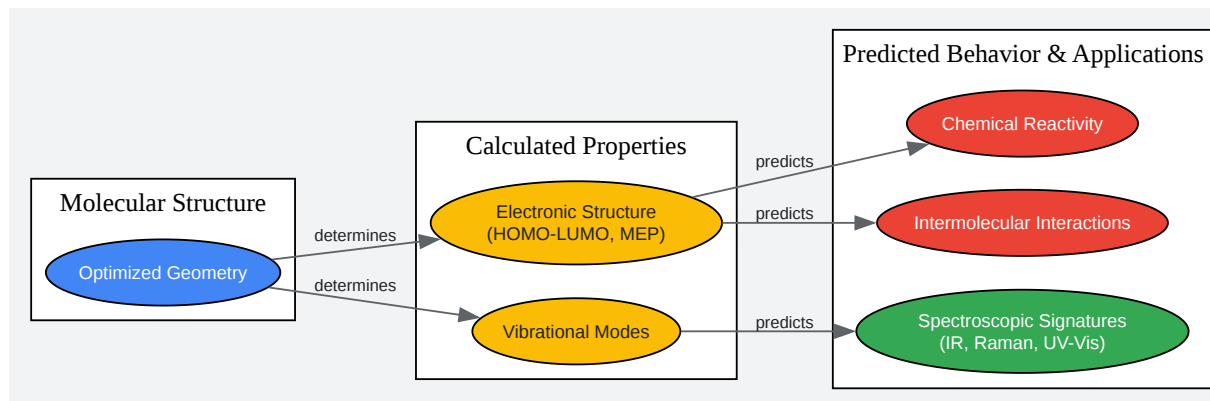 Molecular Structure
Optimized Geometry
determines
determines
Calculated Properties
Electronic Structure
(HOMO-LUMO, MEP)
Vibrational Modes
predicts
predicts
predicts
Predicted Behavior & Applications
Chemical Reactivity
Intermolecular Interactions
Spectroscopic Signatures
(IR, Raman, UV-Vis)